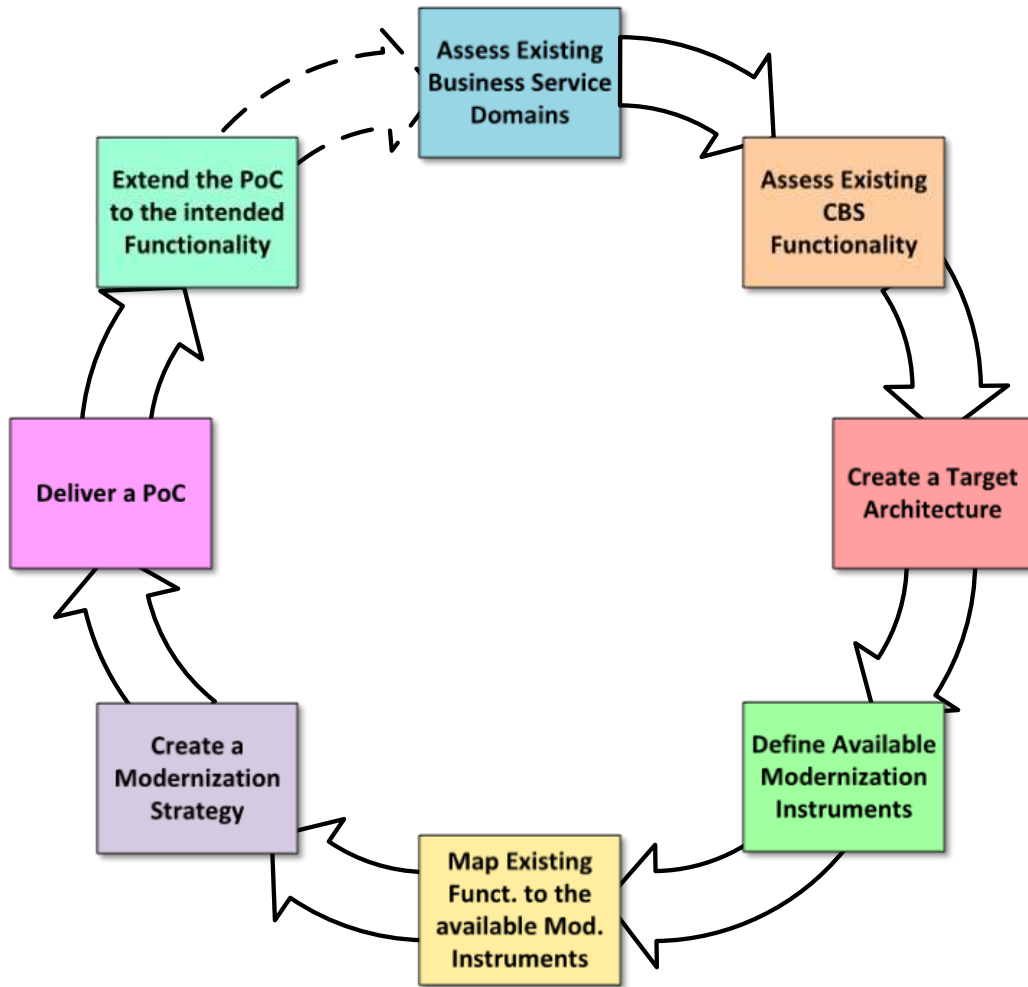 Assess Existing
Business Service
Domains
Assess Existing
CBS
Functionality
Create a Target
Architecture
Define Available
Modernization
Instruments
Map Existing
Funct. to the
available Mod.
Instruments
Create a
Modernization
Strategy
Deliver a PoC
Extend the PoC
to the intended
Functionality